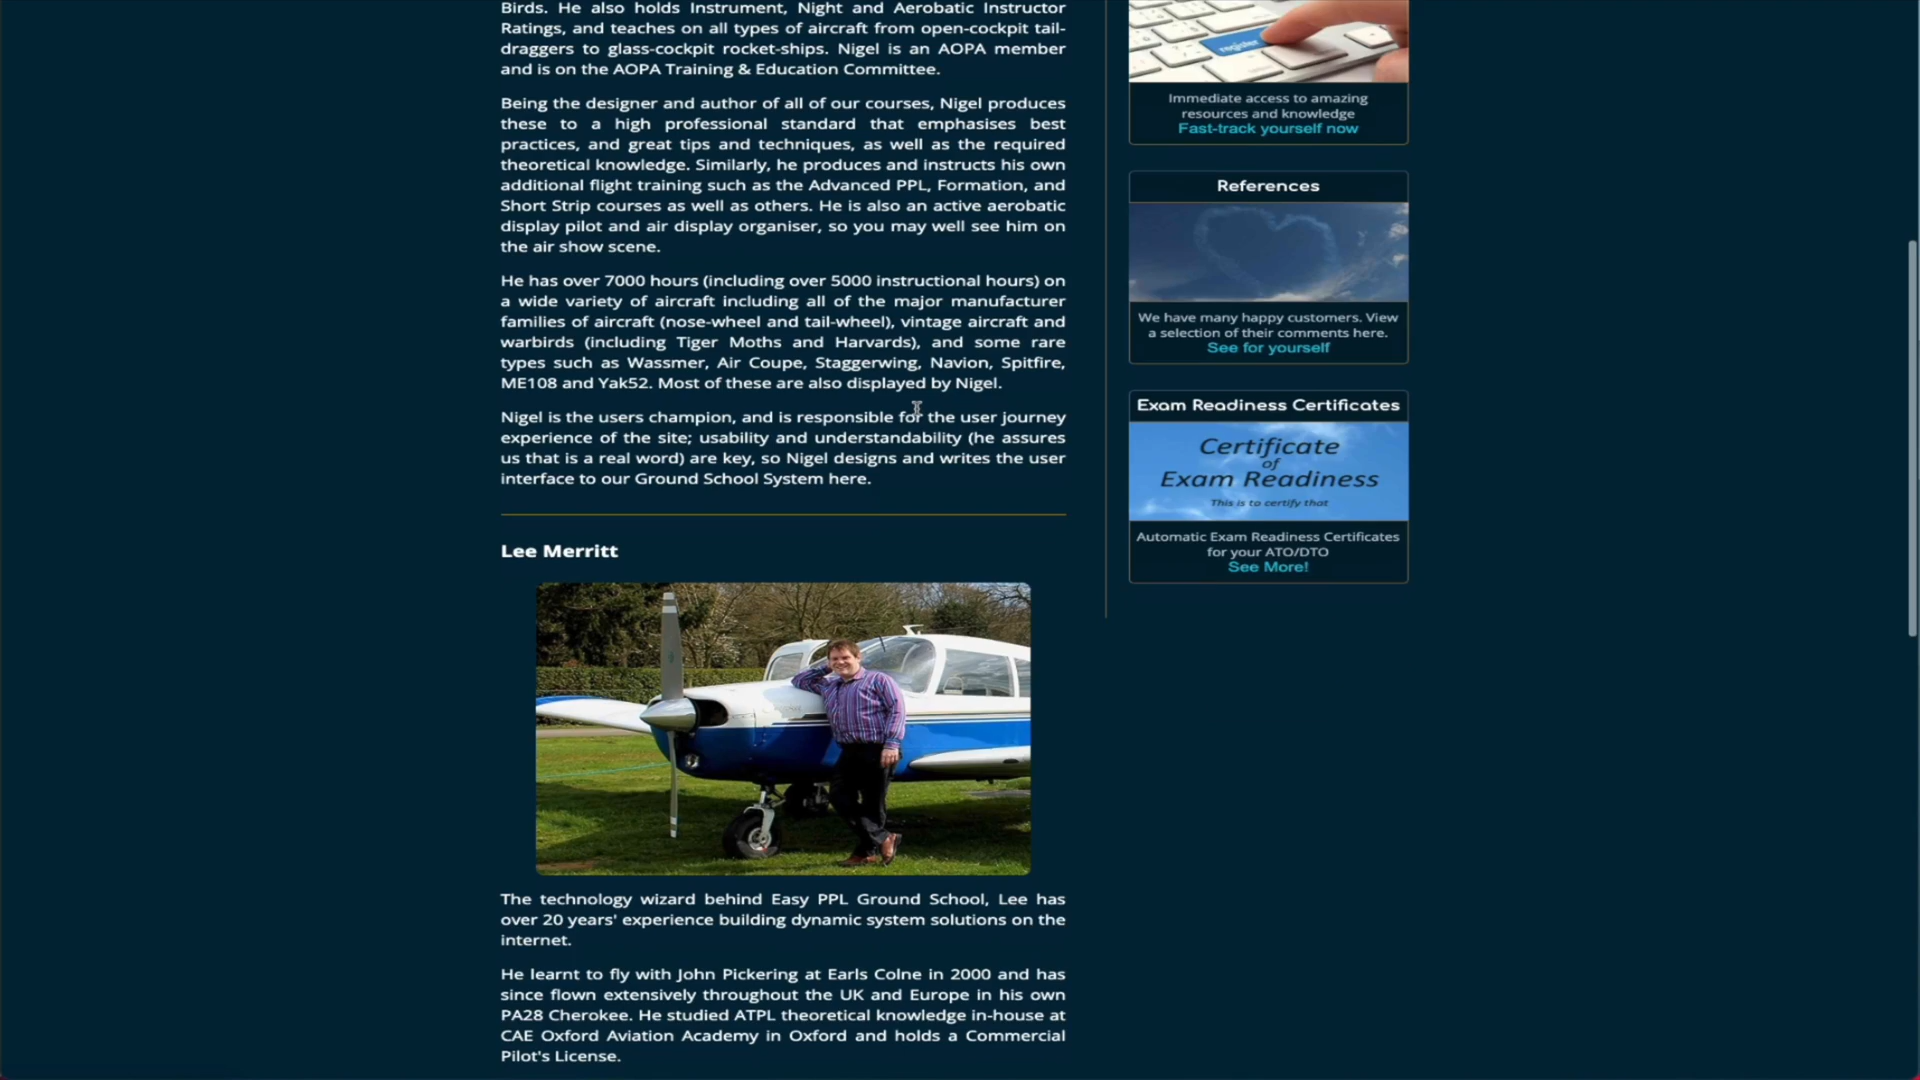 Birds. He also holds Instrument, Night and Aerobatic Instructor
Ratings, and teaches on all types of aircraft from open-cockpit tail-
draggers to glass-cockpit rocket-ships. Nigel is an AOPA member
and is on the AOPA Training & Education Committee.
Being the designer and author of all of our courses, Nigel produces
these to a high professional standard that emphasises best
practices, and great tips and techniques, as well as the required
theoretical knowledge. Similarly, he produces and instructs his own
additional flight training such as the Advanced PPL, Formation, and
Short Strip courses as well as others. He is also an active aerobatic
display pilot and air display organiser, so you may well see him on
the air show scene.
He has over 7000 hours (including over 5000 instructional hours) on
a wide variety of aircraft including all of the major manufacturer
families of aircraft (nose-wheel and tail-wheel), vintage aircraft and
warbirds (including Tiger Moths and Harvards), and some rare
types such as Wassmer, Air Coupe, Staggerwing, Navion, Spitfire,
ME108 and Yak52. Most of these are also displayed by Nigel.
Nigel is the users champion, and is responsible for the user journey
experience of the site; usability and understandability (he assures
us that is a real word) are key, so Nigel designs and writes the user
interface to our Ground School System here.
Lee Merritt
The technology wizard behind Easy PPL Ground School, Lee has
over 20 years' experience building dynamic system solutions on the
internet.
He learnt to fly with John Pickering at Earls Colne in 2000 and has
since flown extensively throughout the UK and Europe in his own
PA28 Cherokee. He studied ATPL theoretical knowledge in-house at
CAE Oxford Aviation Academy in Oxford and holds a Commercial
Pilot's License.
register
Immediate access to amazing
resources and knowledge
Fast-track yourself now
References
We have many happy customers. View
a selection of their comments here.
See for yourself
Exam Readiness Certificates
Certificate
of
Exam Readiness
This is to certify that
Automatic Exam Readiness Certificates
for your ATO/DTO
See More!